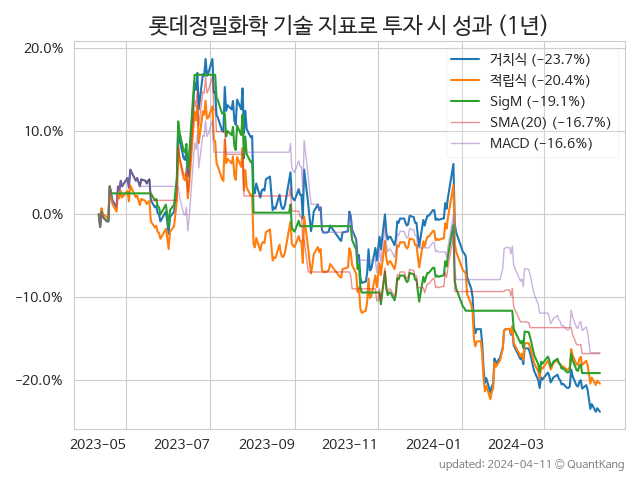 롯데정밀화학 기술 지표로 투자 시 성과 (1년)
20.0%
10.0%
0.0%
−10.0%
−20.0%
거치식 (−23.7%)
적립식 (−20.4%)
SigM (−19.1%)
SMA(20) (−16.7%)
MACD (−16.6%)
2023-05 2023-07 2023-09 2023-11 2024-01 2024-03
updated: 2024-04-11 © QuantKang